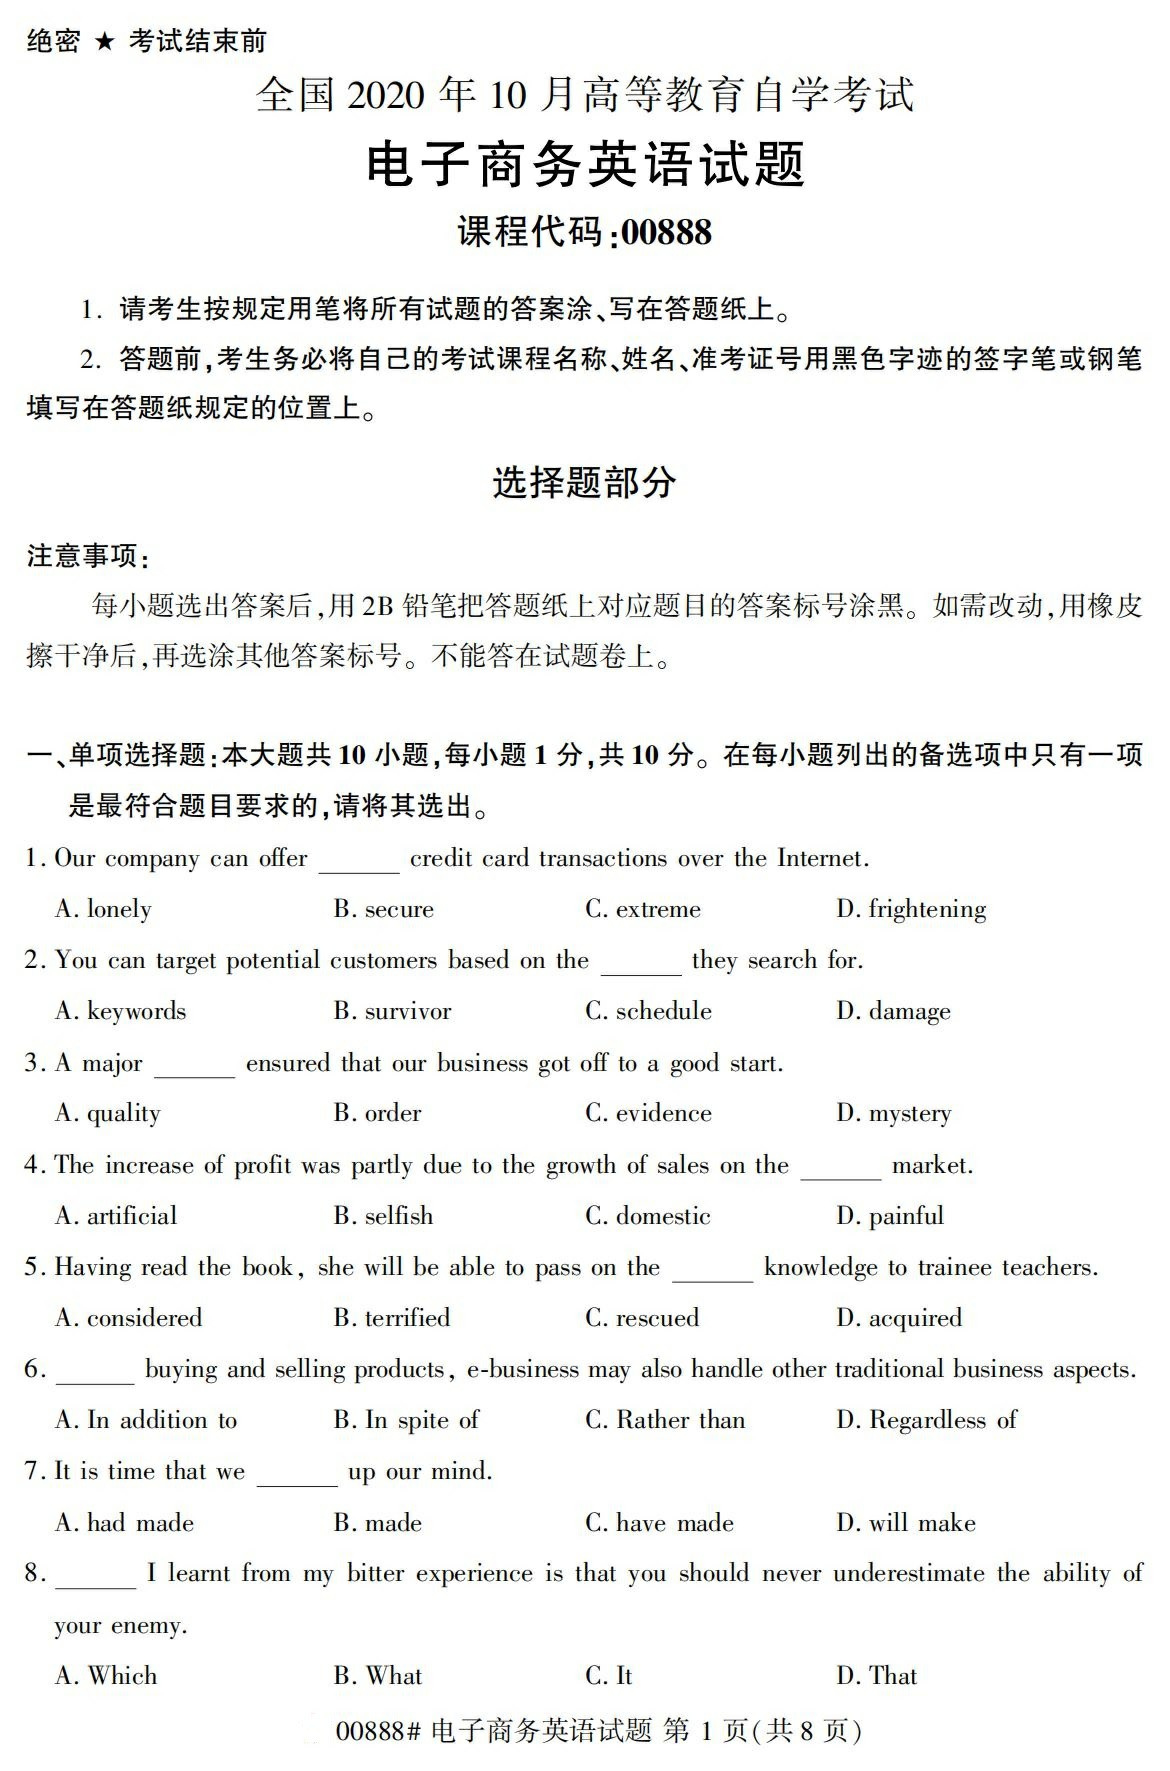 绝密 ★ 考试结束前
全国 2020 年 10 月高等教育自学考试
电子商务英语试题
课程代码:00888
1. 请考生按规定用笔将所有试题的答案涂、写在答题纸上。
2. 答题前,考生务必将自己的考试课程名称、姓名、准考证号用黑色字迹的签字笔或钢笔
填写在答题纸规定的位置上。
选择题部分
注意事项:
每小题选出答案后,用 2B 铅笔把答题纸上对应题目的答案标号涂黑。如需改动,用橡皮
擦干净后,再选涂其他答案标号。不能答在试题卷上。
一、单项选择题:本大题共 10 小题,每小题 1 分,共 10 分。在每小题列出的备选项中只有一项
是最符合题目要求的,请将其选出。
1. Our company can offer ______ credit card transactions over the Internet.
A. lonely B. secure C. extreme D. frightening
2. You can target potential customers based on the ______ they search for.
A. keywords B. survivor C. schedule D. damage
3. A major ______ ensured that our business got off to a good start.
A. quality B. order C. evidence D. mystery
4. The increase of profit was partly due to the growth of sales on the ______ market.
A. artificial B. selfish C. domestic D. painful
5. Having read the book, she will be able to pass on the ______ knowledge to trainee teachers.
A. considered B. terrified C. rescued D. acquired
6. ______ buying and selling products, e-business may also handle other traditional business aspects.
A. In addition to B. In spite of C. Rather than D. Regardless of
7. It is time that we ______ up our mind.
A. had made B. made C. have made D. will make
8. ______ I learnt from my bitter experience is that you should never underestimate the ability of
your enemy.
A. Which B. What C. It D. That
00888# 电子商务英语试题 第 1 页(共 8 页)